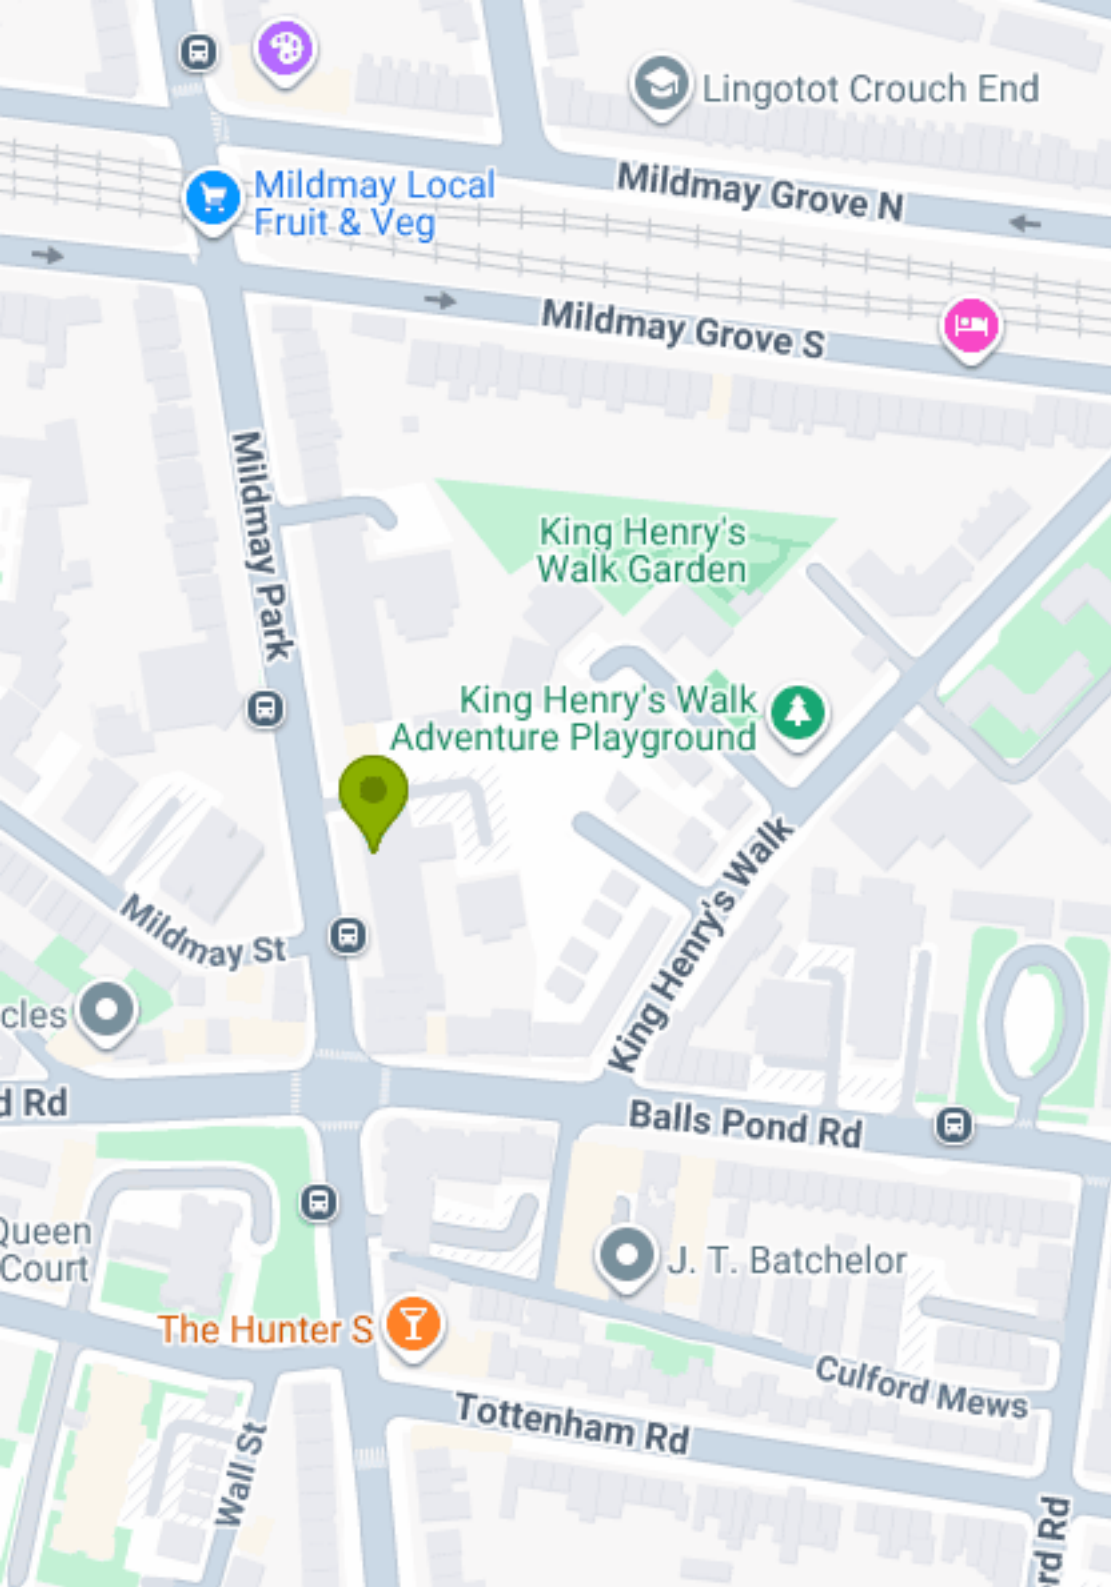 Lingotot Crouch End
Mildmay Grove N
Mildmay Local
Fruit & Veg
Mildmay Grove S
Mildmay Park
King Henry's
Walk Garden
King Henry's Walk
Adventure Playground
King Henry's Walk
Mildmay St
cles
d Rd
Balls Pond Rd
Queen
Court
J. T. Batchelor
The Hunter S
Culford Mews
Tottenham Rd
Wall St
rd Rd